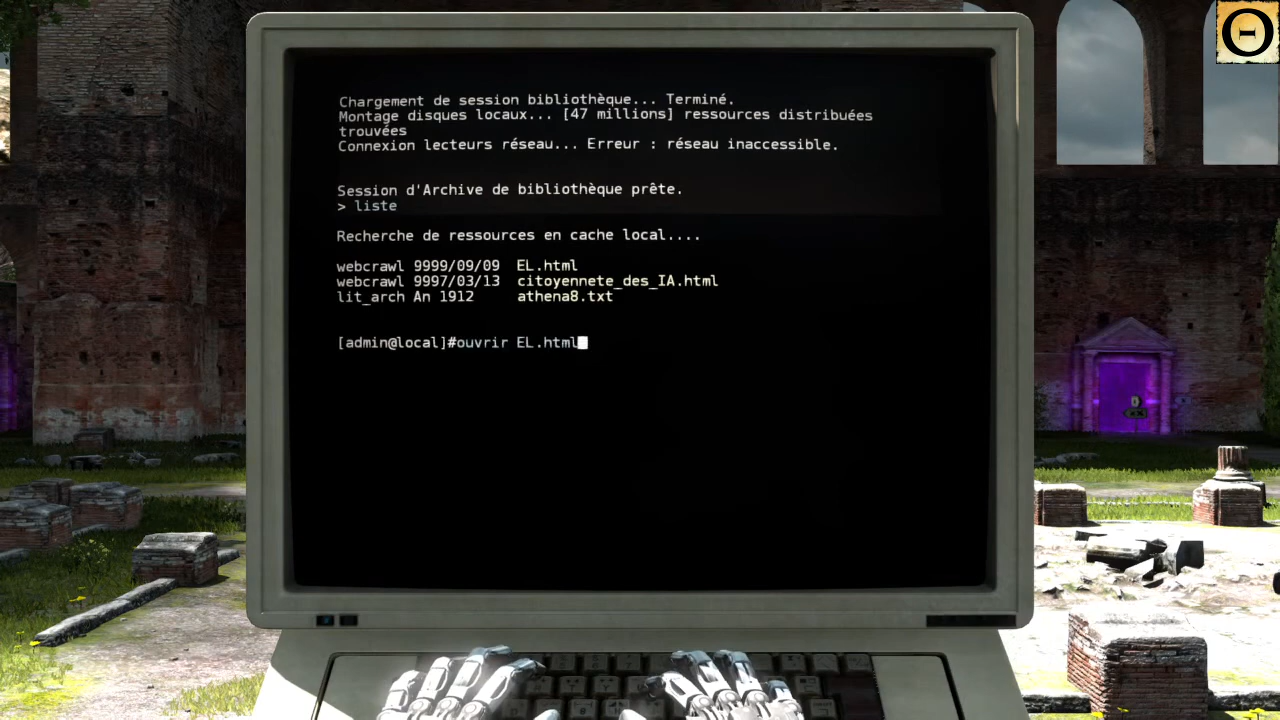 Chargement de session bibliothèque... Terminé.
Montage disques locaux... [47 millions] ressources distribuées
trouvées
Connexion lecteurs réseau... Erreur : réseau inaccessible.
Session d'Archive de bibliothèque prête.
> liste
Recherche de ressources en cache local....
webcrawl 9999/09/09 EL.html
webcrawl 9997/03/13 citoyennete_des_IA.html
lit_arch An 1912 athena8.txt
[admin@local]#ouvrir EL.html